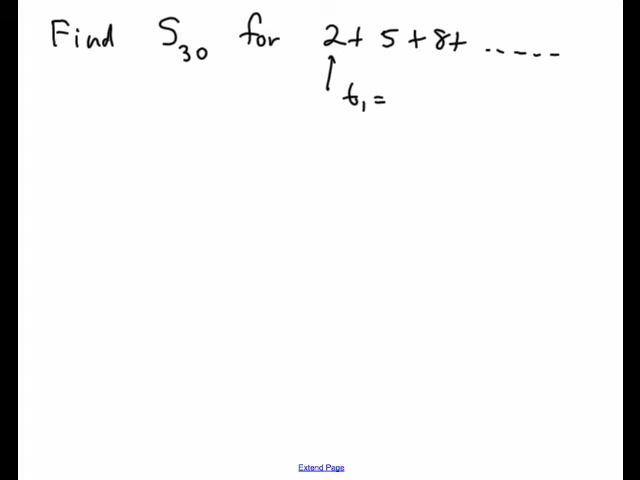 Find S₃₀ for 2+ 5 + 8+ ......
t₁ =
Extend Page